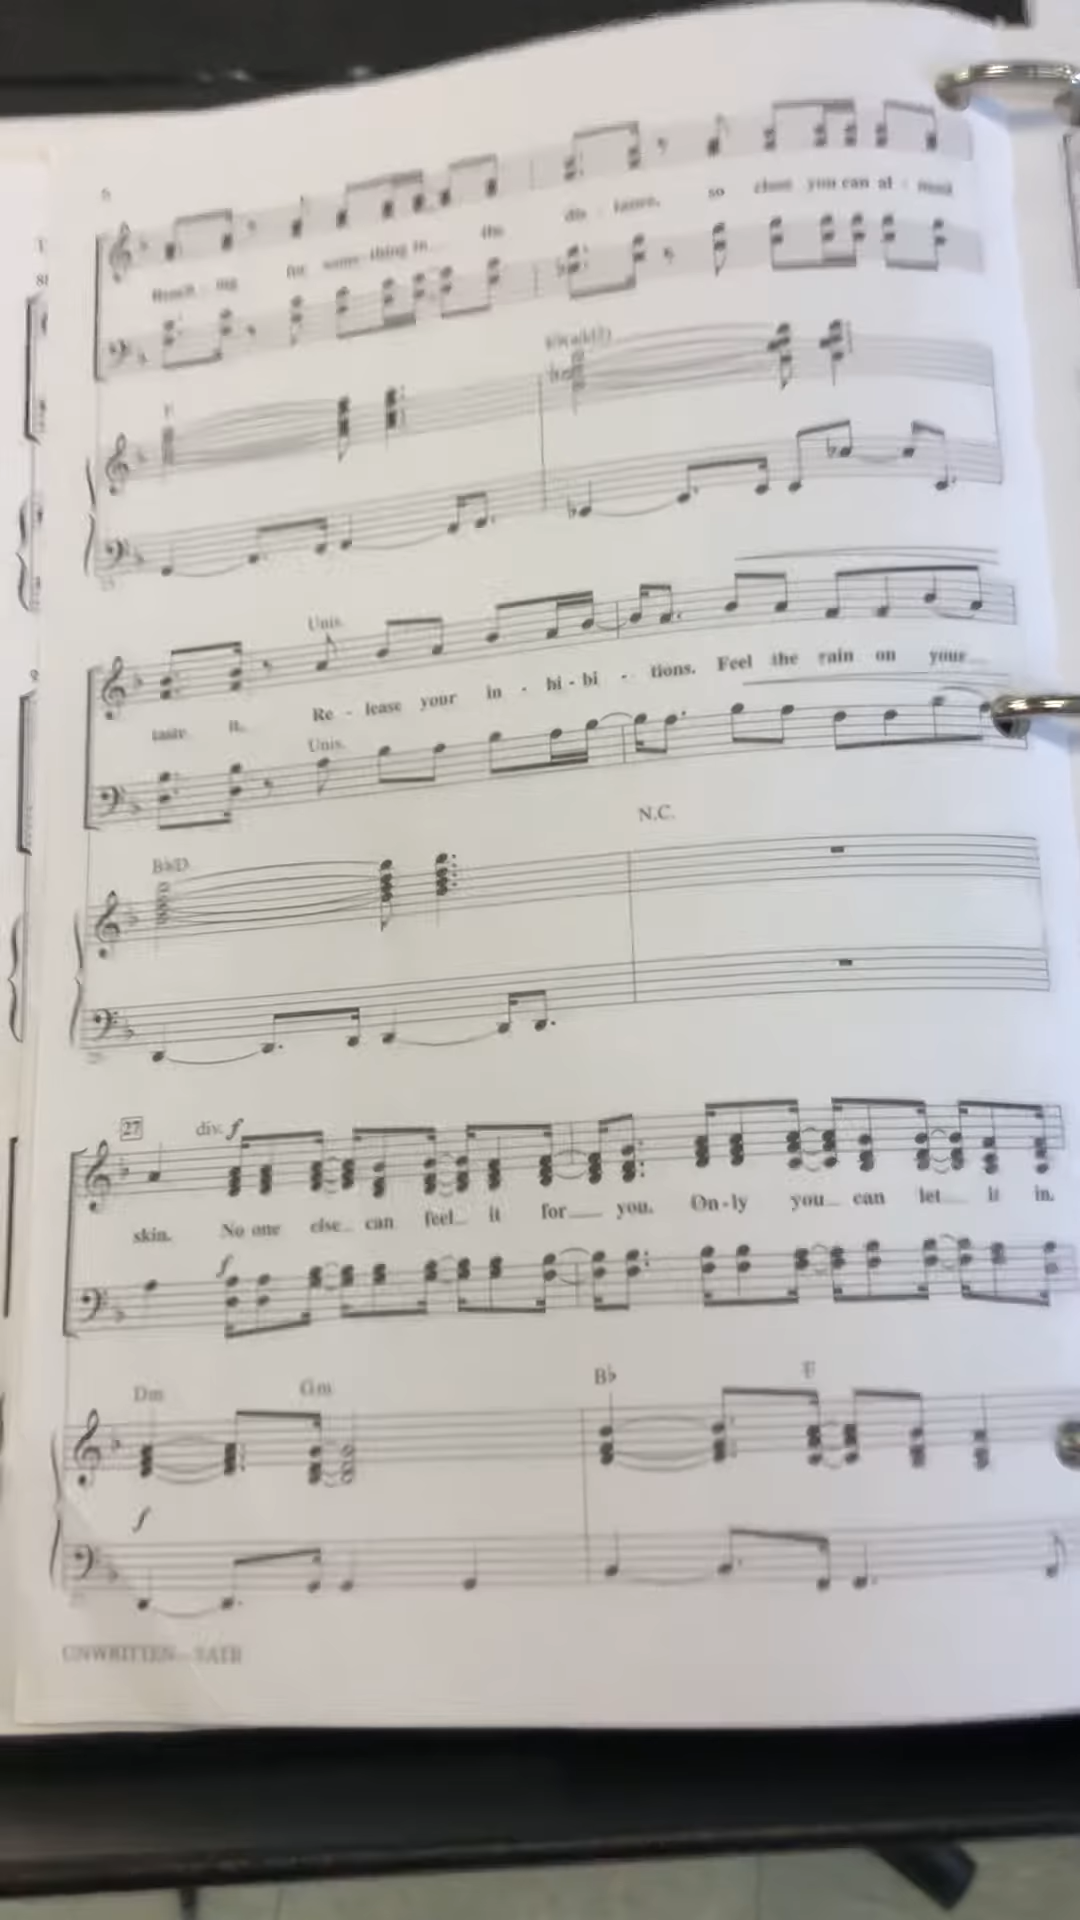 6
Reach - ing for some - thing in the dis - tance, so close you can al - most
F
Unis.
taste it. Re - lease your in - hi - bi - tions. Feel the rain on your
Unis.
N.C.
B♭/D
27
div. f
skin. No one else can feel it for you. On - ly you can let it in.
f
Dm Gm B♭ F
f
UNWRITTEN – SATB